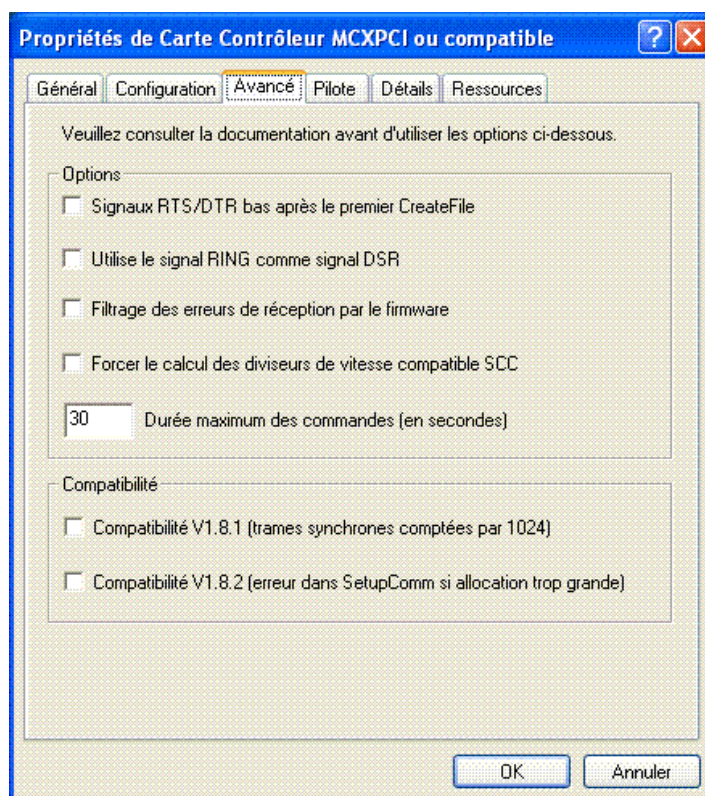 Propriétés de Carte Contrôleur MCXPCI ou compatible
Général Configuration Avancé Pilote Détails Ressources
Veuillez consulter la documentation avant d'utiliser les options ci-dessous.
Options
Signaux RTS/DTR bas après le premier CreateFile
Utilise le signal RING comme signal DSR
Filtrage des erreurs de réception par le firmware
Forcer le calcul des diviseurs de vitesse compatible SCC
30 Durée maximum des commandes (en secondes)
Compatibilité
Compatibilité V1.8.1 (trames synchrones comptées par 1024)
Compatibilité V1.8.2 (erreur dans SetupComm si allocation trop grande)
OK Annuler